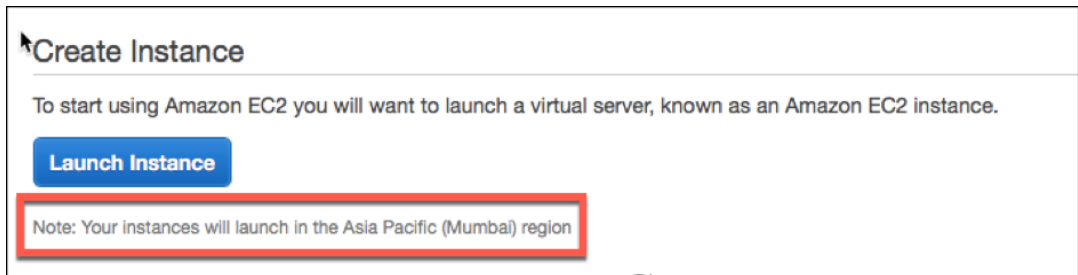 Create Instance
To start using Amazon EC2 you will want to launch a virtual server, known as an Amazon EC2 instance.
Launch Instance
Note: Your instances will launch in the Asia Pacific (Mumbai) region